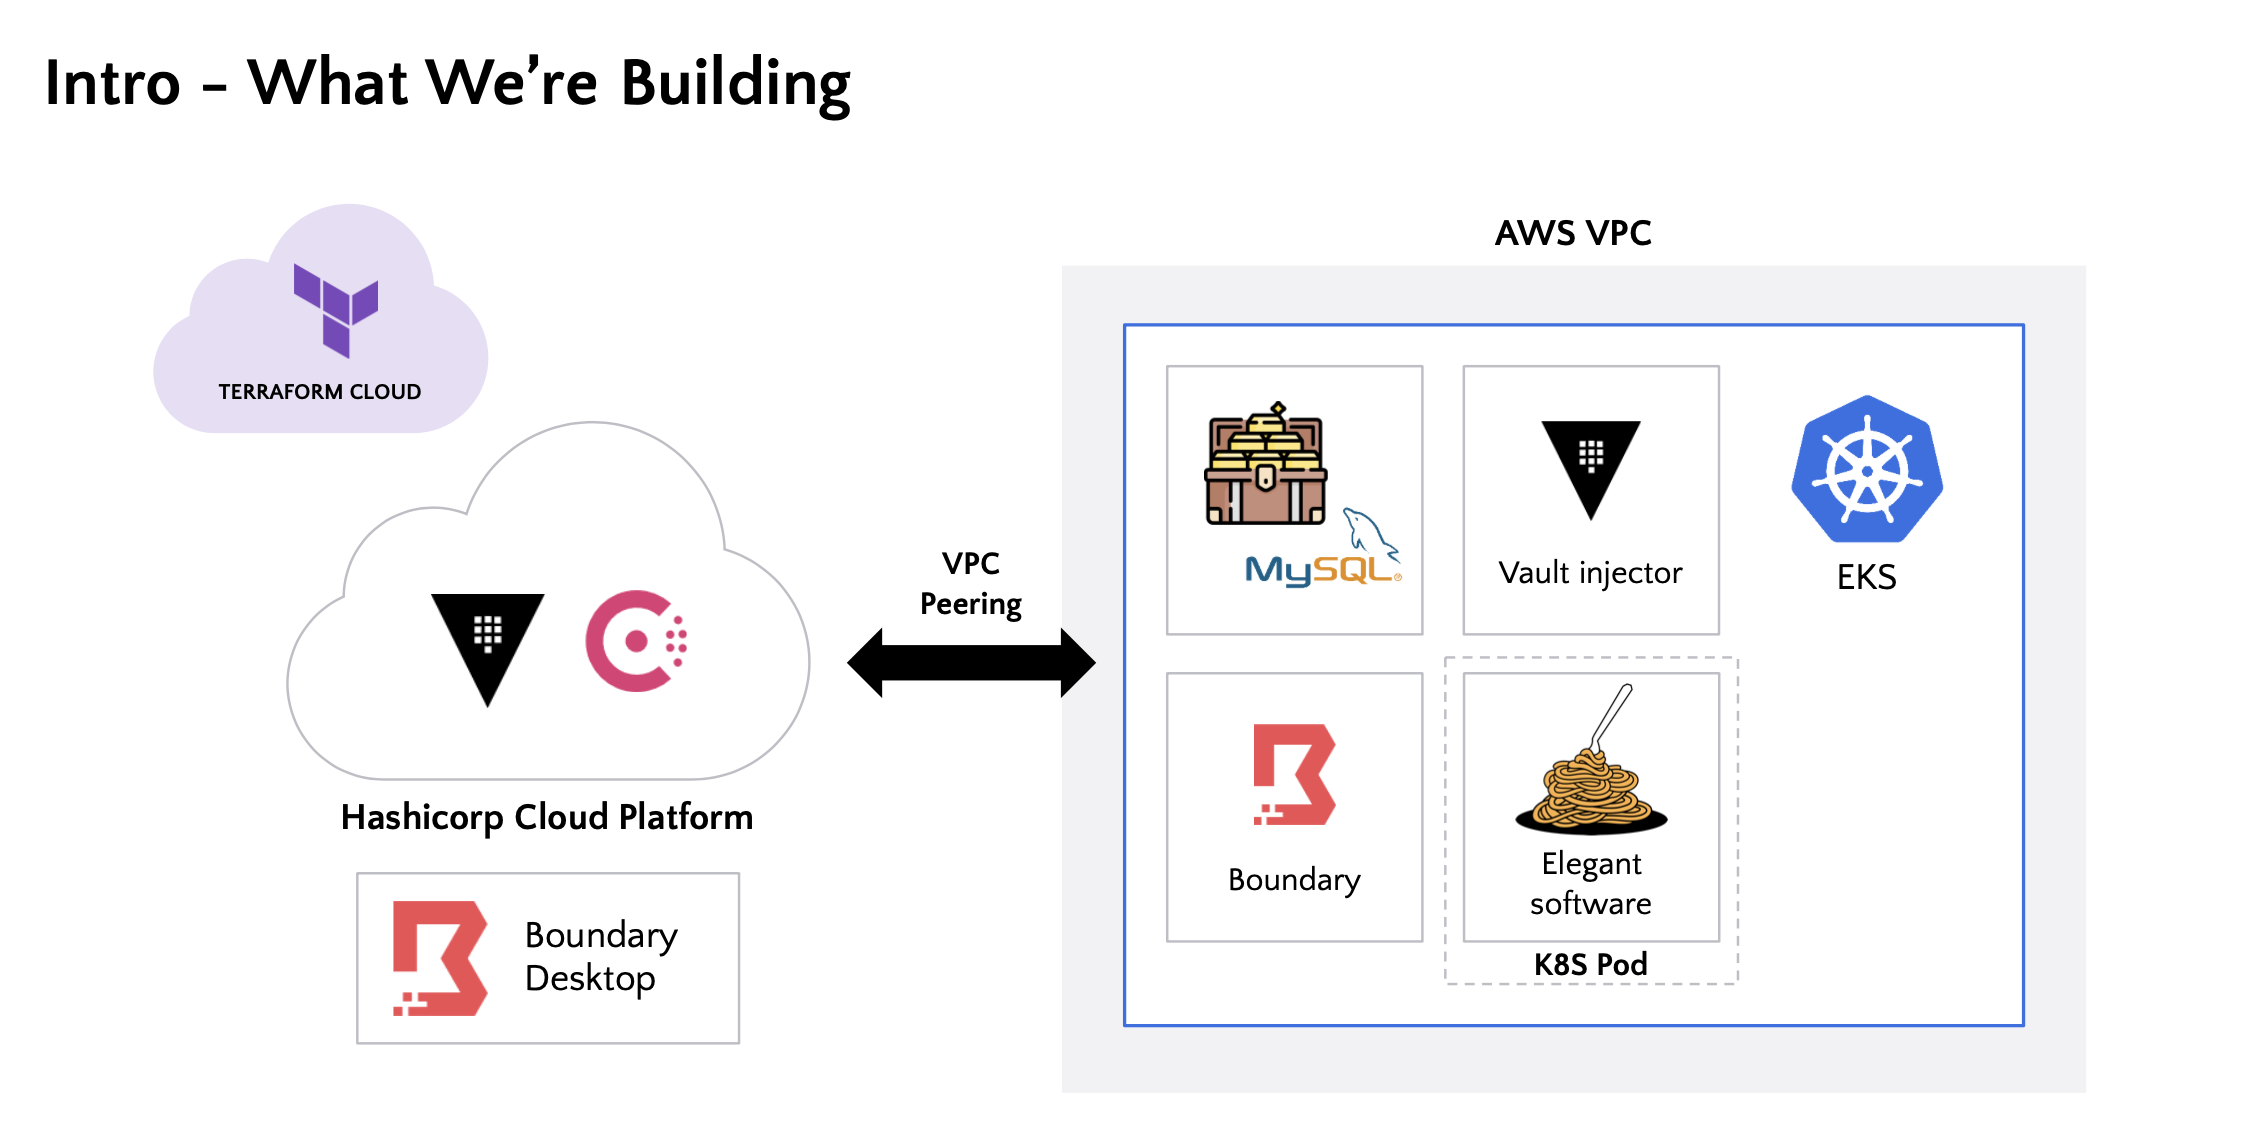 Intro – What We're Building
TERRAFORM CLOUD
Hashicorp Cloud Platform
Boundary
Desktop
VPC
Peering
AWS VPC
MySQL®
Vault injector
EKS
Boundary
Elegant
software
K8S Pod